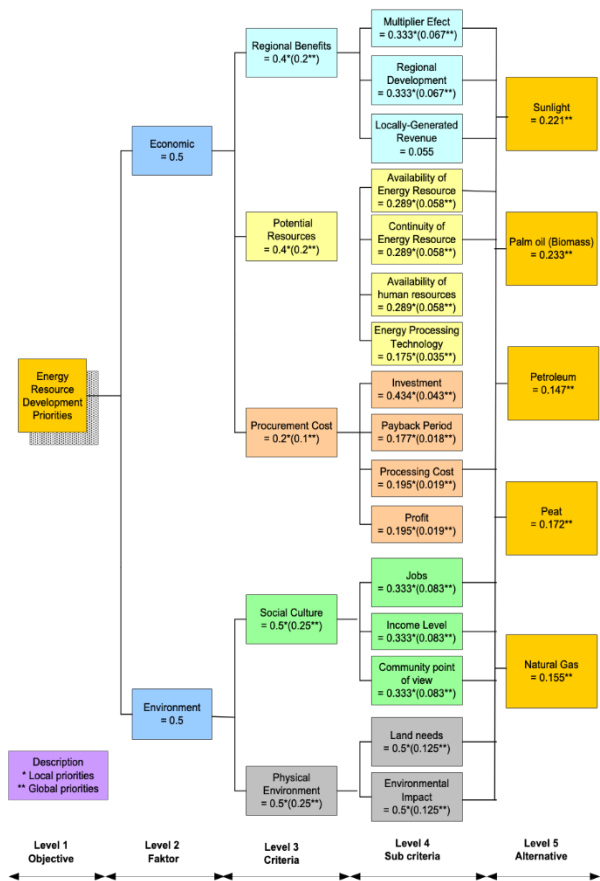 Energy
Resource
Development
Priorities
Description
* Local priorities
** Global priorities
Economic
= 0.5
Environment
= 0.5
Regional Benefits
= 0.4*(0.2**)
Potential
Resources
= 0.4*(0.2**)
Procurement Cost
= 0.2*(0.1**)
Social Culture
= 0.5*(0.25**)
Physical
Environment
= 0.5*(0.25**)
Multiplier Efect
= 0.333*(0.067**)
Regional
Development
= 0.333*(0.067**)
Locally-Generated
Revenue
= 0.055
Availability of
Energy Resource
= 0.289*(0.058**)
Continuity of
Energy Resource
= 0.289*(0.058**)
Availability of
human resources
= 0.289*(0.058**)
Energy Processing
Technology
= 0.175*(0.035**)
Investment
= 0.434*(0.043**)
Payback Period
= 0.177*(0.018**)
Processing Cost
= 0.195*(0.019**)
Profit
= 0.195*(0.019**)
Jobs
= 0.333*(0.083**)
Income Level
= 0.333*(0.083**)
Community point
of view
= 0.333*(0.083**)
Land needs
= 0.5*(0.125**)
Environmental
Impact
= 0.5*(0.125**)
Sunlight
= 0.221**
Palm oil (Biomass)
= 0.233**
Petroleum
= 0.147**
Peat
= 0.172**
Natural Gas
= 0.155**
Level 1
Objective
Level 2
Faktor
Level 3
Criteria
Level 4
Sub criteria
Level 5
Alternative